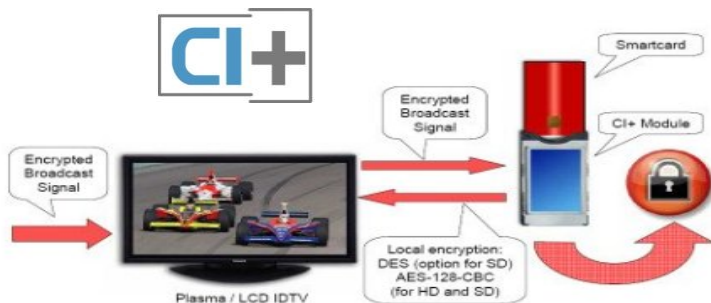 CI+
Smartcard
Encrypted
Broadcast
Signal
CI+ Module
Encrypted
Broadcast
Signal
Local encryption:
DES (option for SD)
AES-128-CBC
(for HD and SD)
Plasma / LCD IDTV